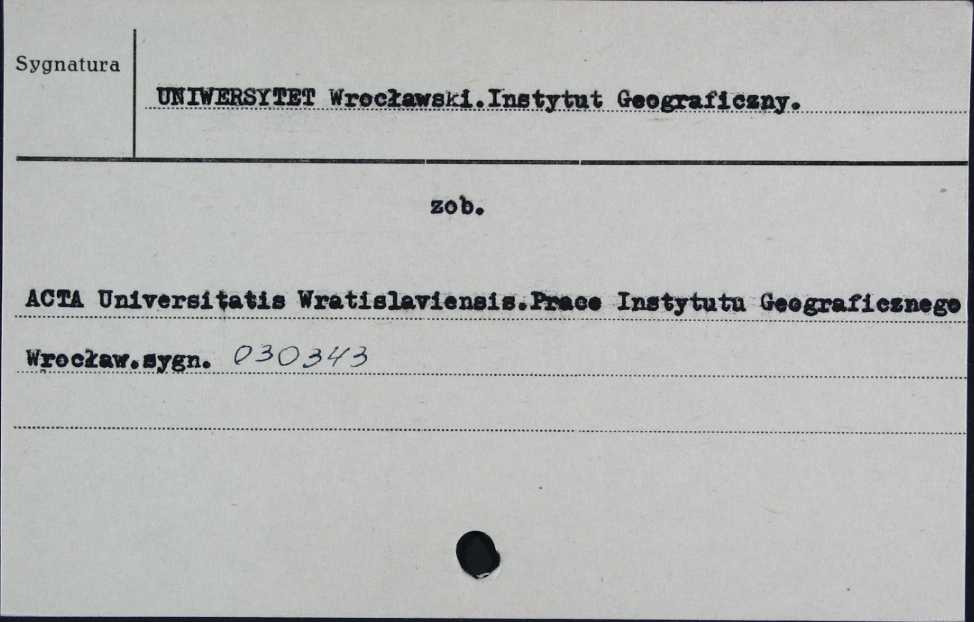 Sygnatura
UNIWERSYTET Wrocławski.Instytut Geograficzny.
zob.
ACTA Universitatis Wratislaviensis.Prace Instytutu Geograficznego
Wrocław.sygn. 030343